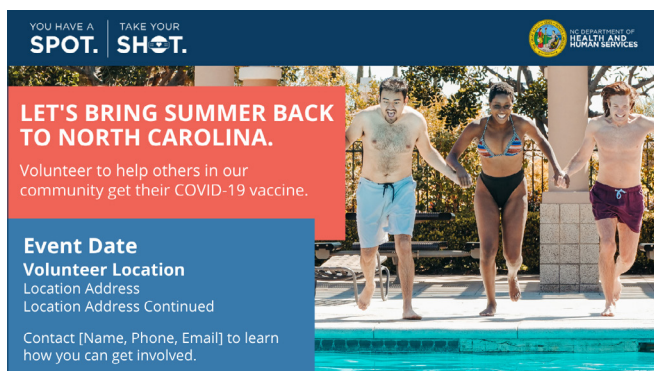 YOU HAVE A
SPOT.
TAKE YOUR
SHOT.
NC DEPARTMENT OF
HEALTH AND
HUMAN SERVICES
LET'S BRING SUMMER BACK
TO NORTH CAROLINA.
Volunteer to help others in our
community get their COVID-19 vaccine.
Event Date
Volunteer Location
Location Address
Location Address Continued
Contact [Name, Phone, Email] to learn
how you can get involved.